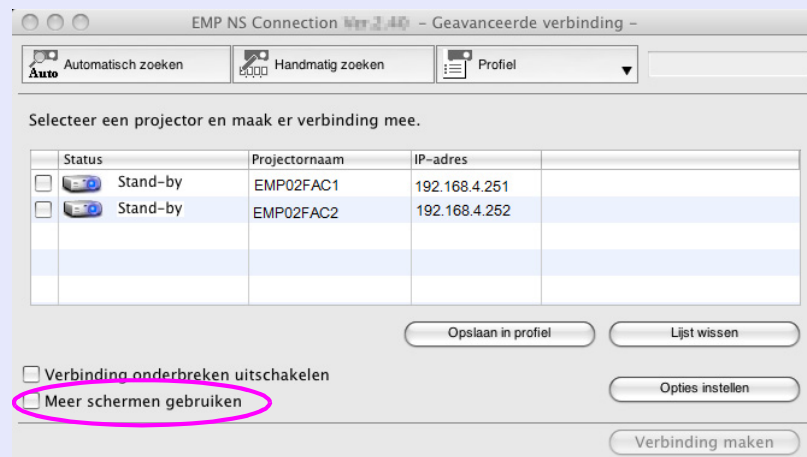 EMP NS Connection - Geavanceerde verbinding -
Auto Automatisch zoeken Handmatig zoeken Profiel
Selecteer een projector en maak er verbinding mee.
Status Projectornaam IP-adres
Stand-by EMP02FAC1 192.168.4.251
Stand-by EMP02FAC2 192.168.4.252
Opslaan in profiel Lijst wissen
Verbinding onderbreken uitschakelen
Opties instellen
Meer schermen gebruiken
Verbinding maken